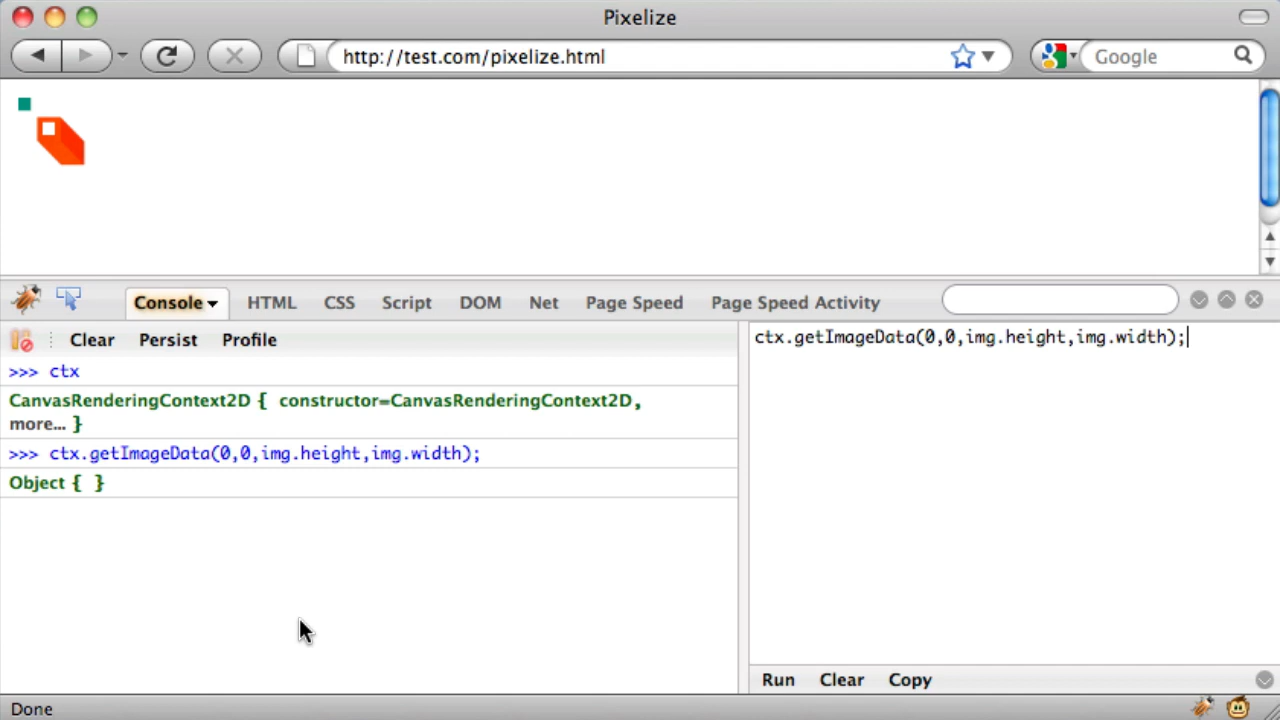 Pixelize
http://test.com/pixelize.html
Google
Console HTML CSS Script DOM Net Page Speed Page Speed Activity
Clear Persist Profile
>>> ctx
CanvasRenderingContext2D { constructor=CanvasRenderingContext2D,
more... }
>>> ctx.getImageData(0,0,img.height,img.width);
Object { }
ctx.getImageData(0,0,img.height,img.width);
Run Clear Copy
Done